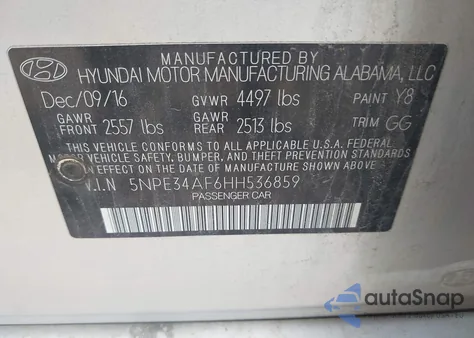 MANUFACTURED BY
HYUNDAI MOTOR MANUFACTURING ALABAMA, LLC
Dec/09/16 GVWR 4497 lbs PAINT Y8
GAWR FRONT 2557 lbs GAWR REAR 2513 lbs TRIM GG
THIS VEHICLE CONFORMS TO ALL APPLICABLE U.S.A. FEDERAL
MOTOR VEHICLE SAFETY, BUMPER, AND THEFT PREVENTION STANDARDS
IN EFFECT ON THE DATE OF MANUFACTURE SHOWN ABOVE.
V.I.N 5NPE34AF6HH536859
PASSENGER CAR
autaSnap